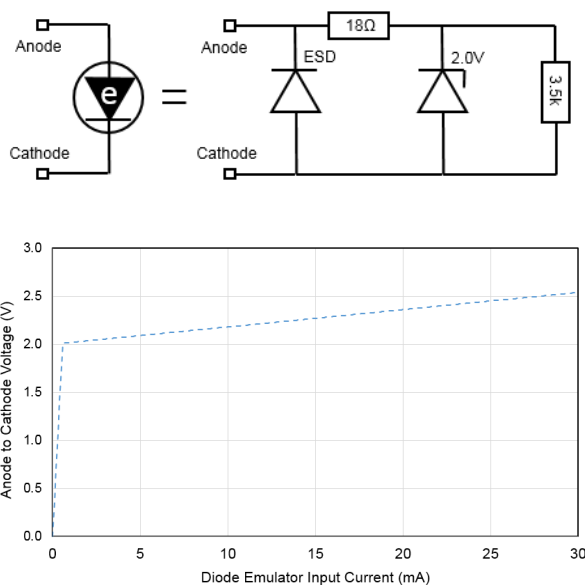 Anode
Cathode
e
Anode
Cathode
18Ω
ESD
2.0V
3.5k
3.0
2.5
2.0
1.5
1.0
0.5
0.0
0 5 10 15 20 25 30
Anode to Cathode Voltage (V)
Diode Emulator Input Current (mA)